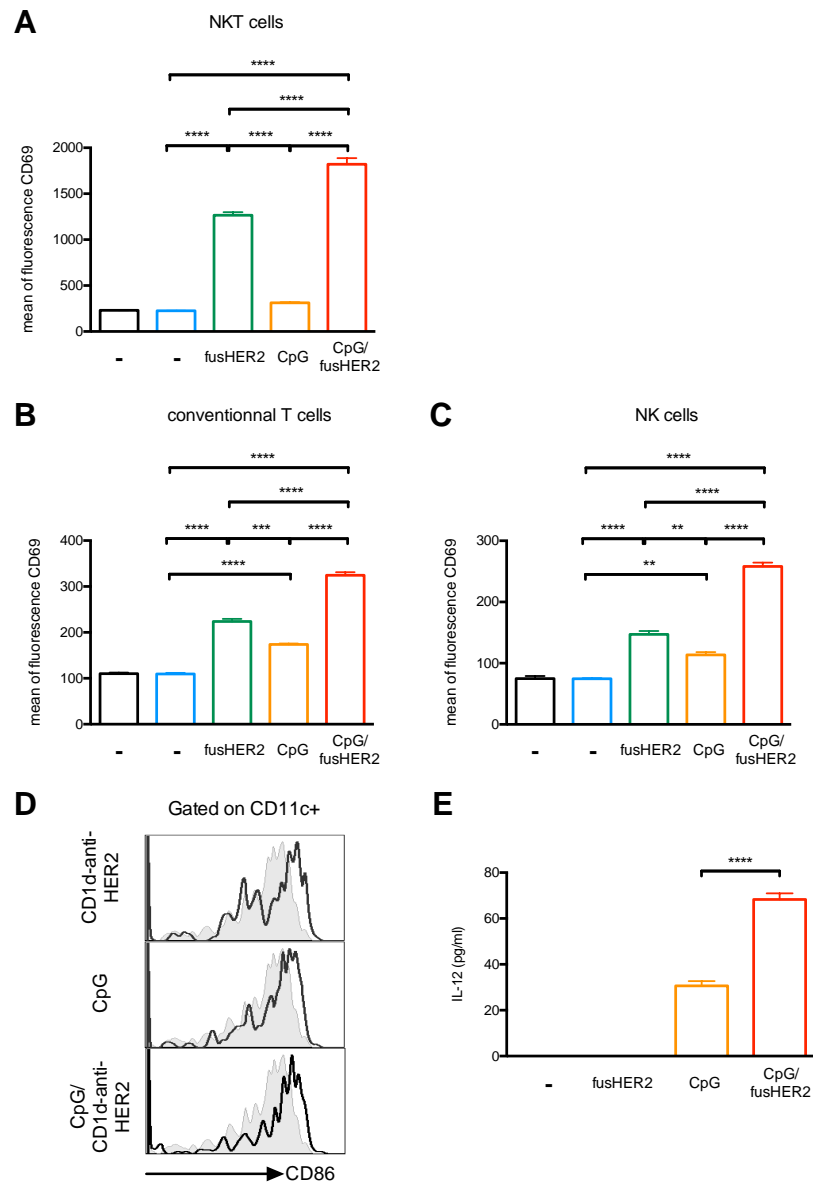 A
NKT cells
****
****
**** **** ****
mean of fluorescence CD69
2000
1500
1000
500
0
- - fusHER2 CpG CpG/
fusHER2
B
conventionnal T cells
****
****
**** *** ****
****
mean of fluorescence CD69
400
300
200
100
0
- - fusHER2 CpG CpG/
fusHER2
C
NK cells
****
****
**** ** ****
**
mean of fluorescence CD69
300
200
100
0
- - fusHER2 CpG CpG/
fusHER2
D
Gated on CD11c+
CD1d-anti-
HER2
CpG
CpG/
CD1d-anti-
HER2
CD86
E
****
IL-12 (pg/ml)
80
60
40
20
0
- fusHER2 CpG CpG/
fusHER2